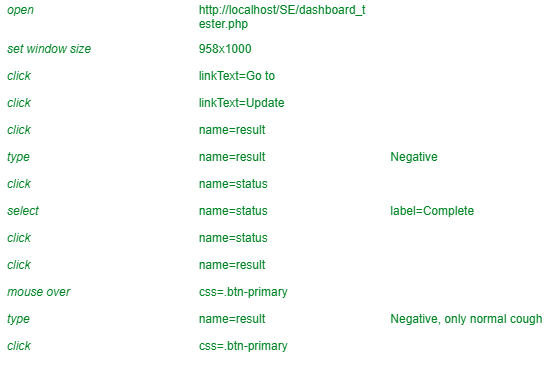 open http://localhost/SE/dashboard_t
ester.php
set window size 958x1000
click linkText=Go to
click linkText=Update
click name=result
type name=result Negative
click name=status
select name=status label=Complete
click name=status
click name=result
mouse over css=.btn-primary
type name=result Negative, only normal cough
click css=.btn-primary